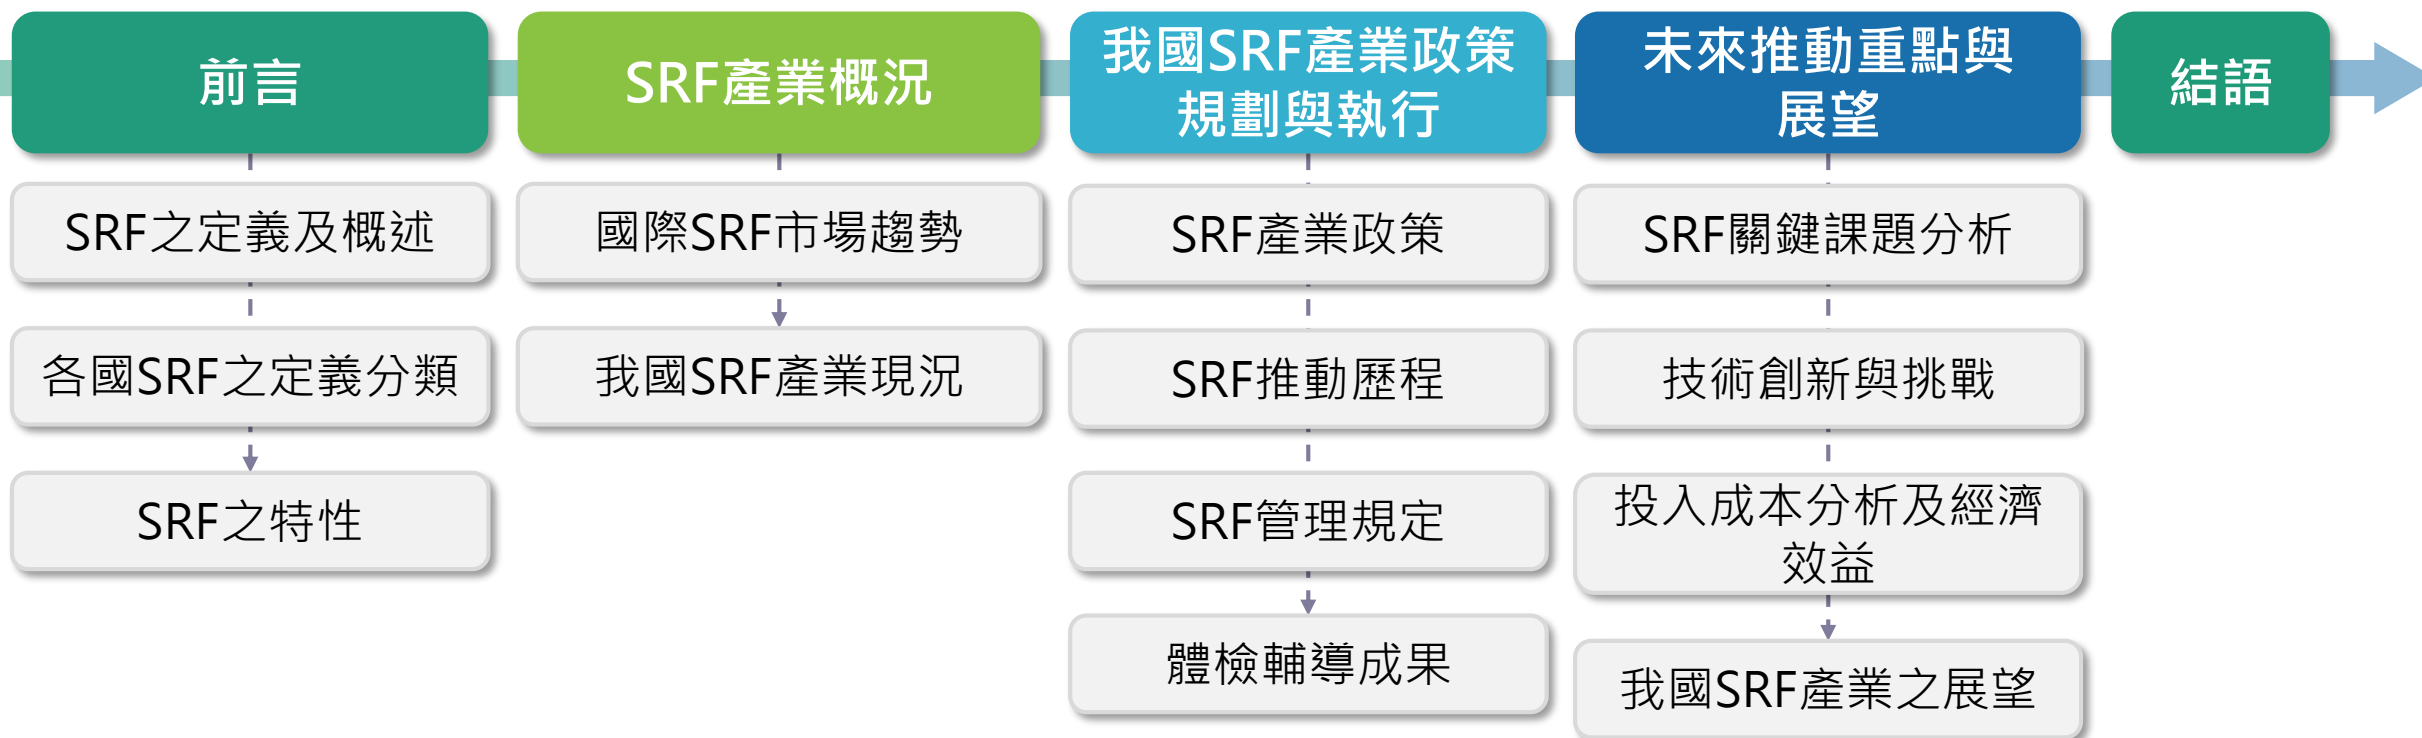 前言
SRF之定義及概述
各國SRF之定義分類
SRF之特性
SRF產業概況
國際SRF市場趨勢
我國SRF產業現況
我國SRF產業政策
規劃與執行
SRF產業政策
SRF推動歷程
SRF管理規定
體檢輔導成果
未來推動重點與
展望
SRF關鍵課題分析
技術創新與挑戰
投入成本分析及經濟
效益
我國SRF產業之展望
結語